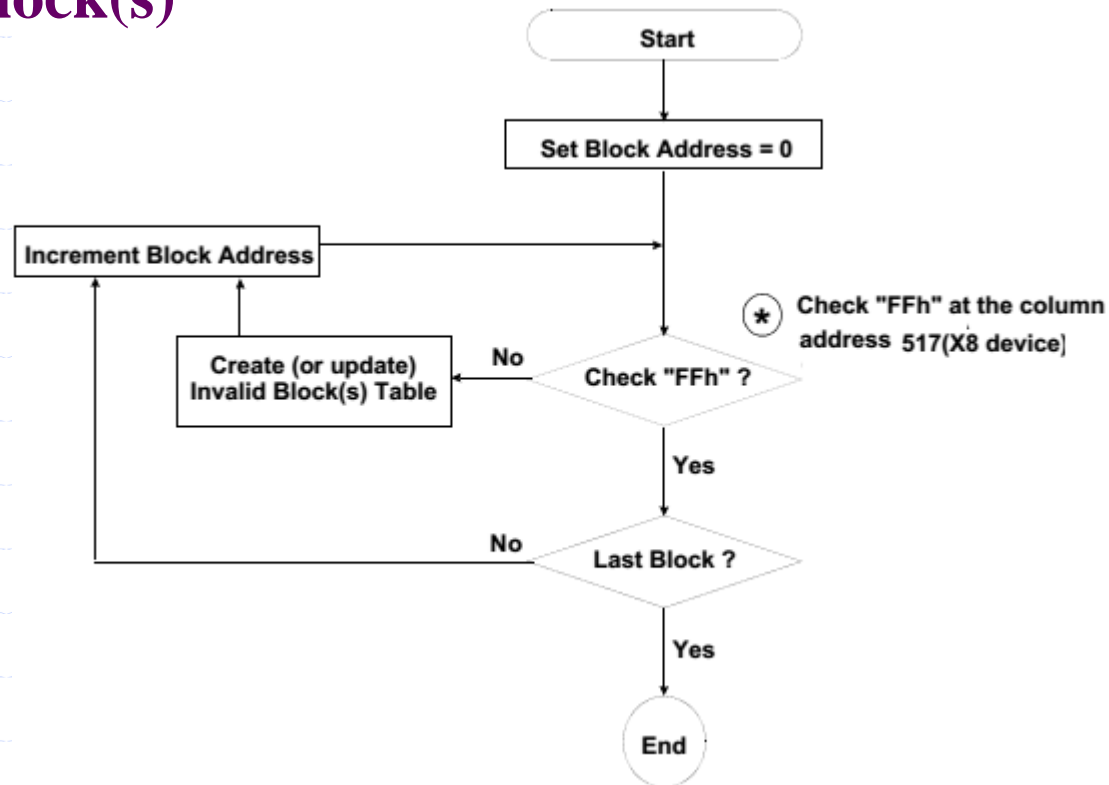 lock(s)
Start
Set Block Address = 0
Increment Block Address
* Check "FFh" at the column
address 517(X8 device)
Create (or update)
Invalid Block(s) Table
No
Check "FFh" ?
Yes
No
Last Block ?
Yes
End